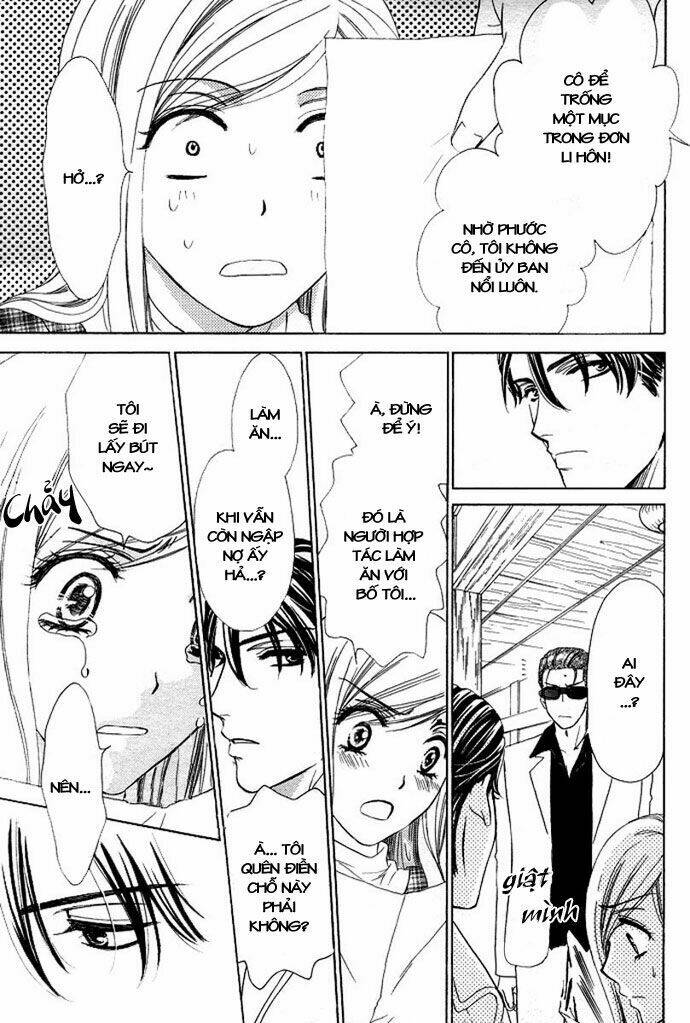 CÔ ĐỂ
TRỐNG
MỘT MỤC
TRONG ĐƠN
LI HÔN!
NHỜ PHƯỚC
CÔ, TÔI KHÔNG
ĐẾN ỦY BAN
NỔI LUÔN.
HỞ...?
AI
ĐÂY
...?
giật
mình
À, ĐỪNG
ĐỂ Ý!
ĐÓ LÀ
NGƯỜI HỢP
TÁC LÀM
ĂN VỚI
BỐ TÔI...
LÀM
ĂN...
KHI VẪN
CÒN NGẬP
NỢ ẤY
HẢ...?
À... TÔI
QUÊN ĐIỀN
CHỖ NÀY
PHẢI
KHÔNG?
TÔI
SẼ ĐI
LẤY BÚT
NGAY~
Chảy
NÊN...